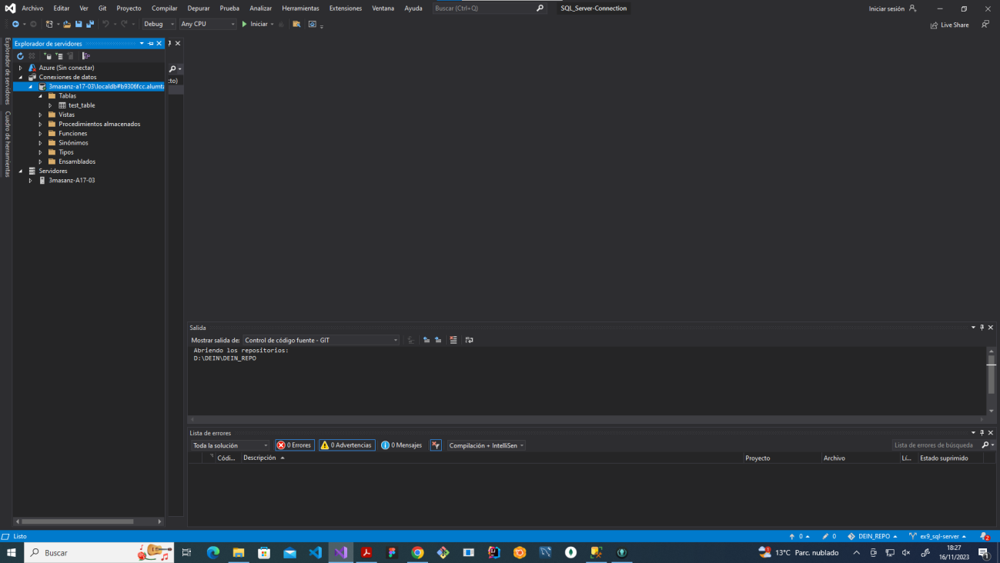 Archivo Editar Ver Git Proyecto Compilar Depurar Prueba Analizar Herramientas Extensiones Ventana Ayuda Buscar (Ctrl+Q) SQL_Server-Connection Iniciar sesión
Debug Any CPU Iniciar Live Share
Explorador de servidores
Cuadro de herramientas
Explorador de servidores
cto)
Azure (Sin conectar)
Conexiones de datos
3masanz-a17-03\localdb#b9306fcc.alumt
Tablas
test_table
Vistas
Procedimientos almacenados
Funciones
Sinónimos
Tipos
Ensamblados
Servidores
3masanz-A17-03
Salida
Mostrar salida de: Control de código fuente - GIT
Abriendo los repositorios:
D:\DEIN\DEIN_REPO
Lista de errores
Toda la solución 0 Errores 0 Advertencias 0 Mensajes Compilación + IntelliSen Lista de errores de búsqueda
Códi... Descripción Proyecto Archivo Lí... Estado suprimido
Listo 0 0 DEIN_REPO ex9_sql-server 2
Buscar 13°C Parc. nublado 18:27
16/11/2023 1